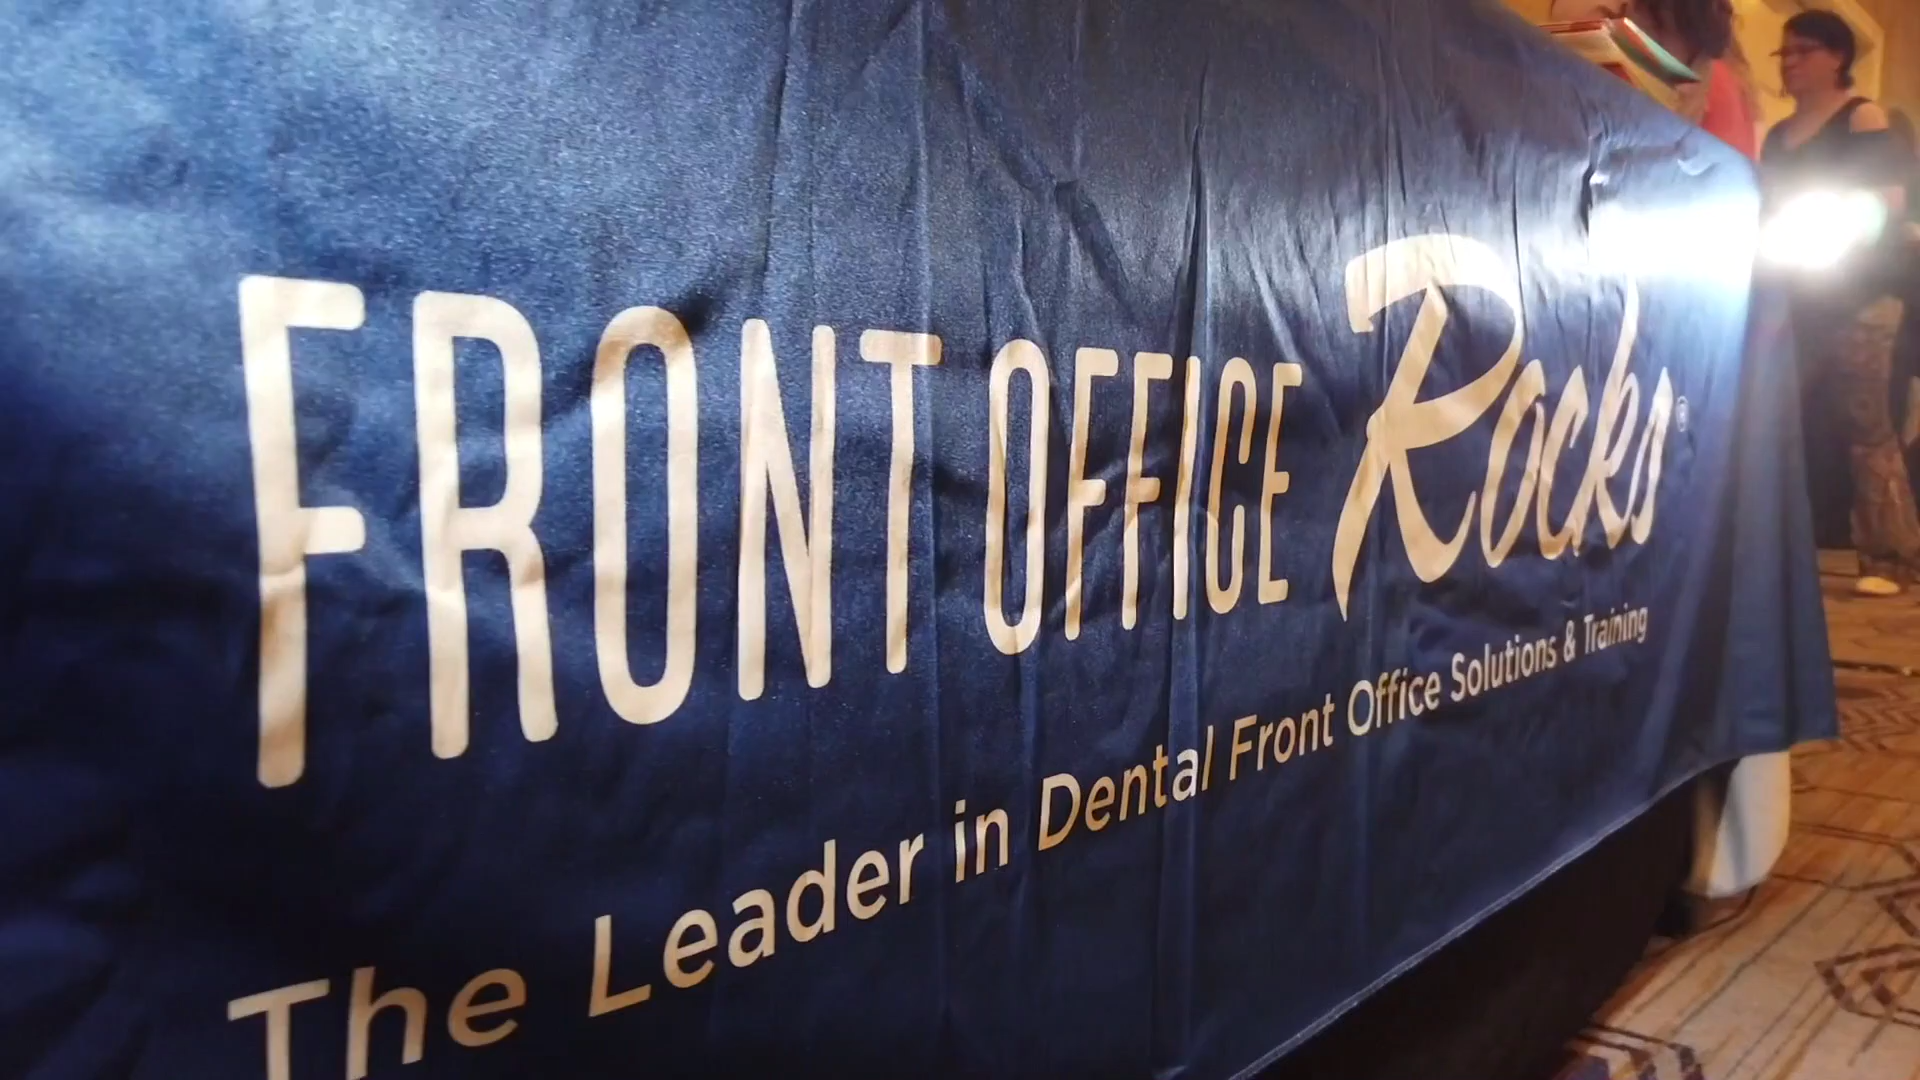 FRONT OFFICE Rocks®
The Leader in Dental Front Office Solutions & Training